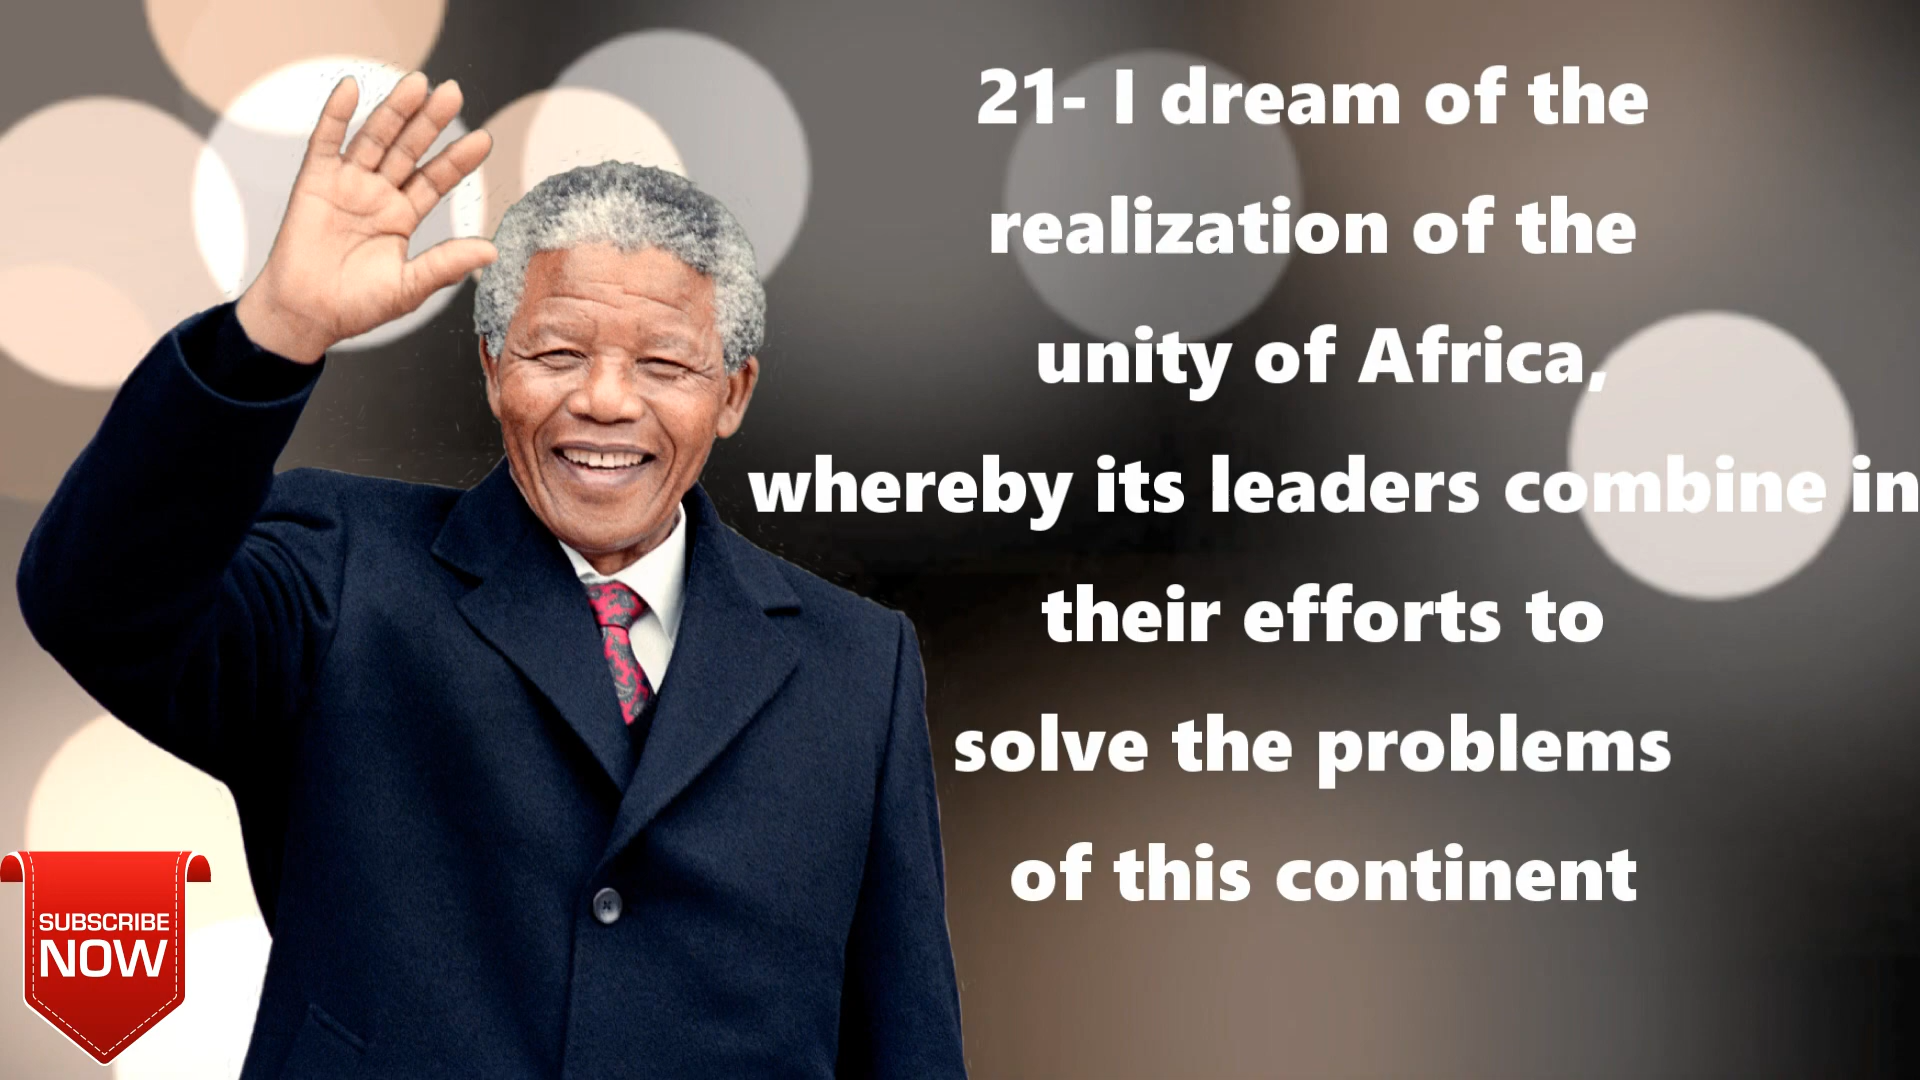 21- I dream of the
realization of the
unity of Africa,
whereby its leaders combine in
their efforts to
solve the problems
of this continent
SUBSCRIBE
NOW